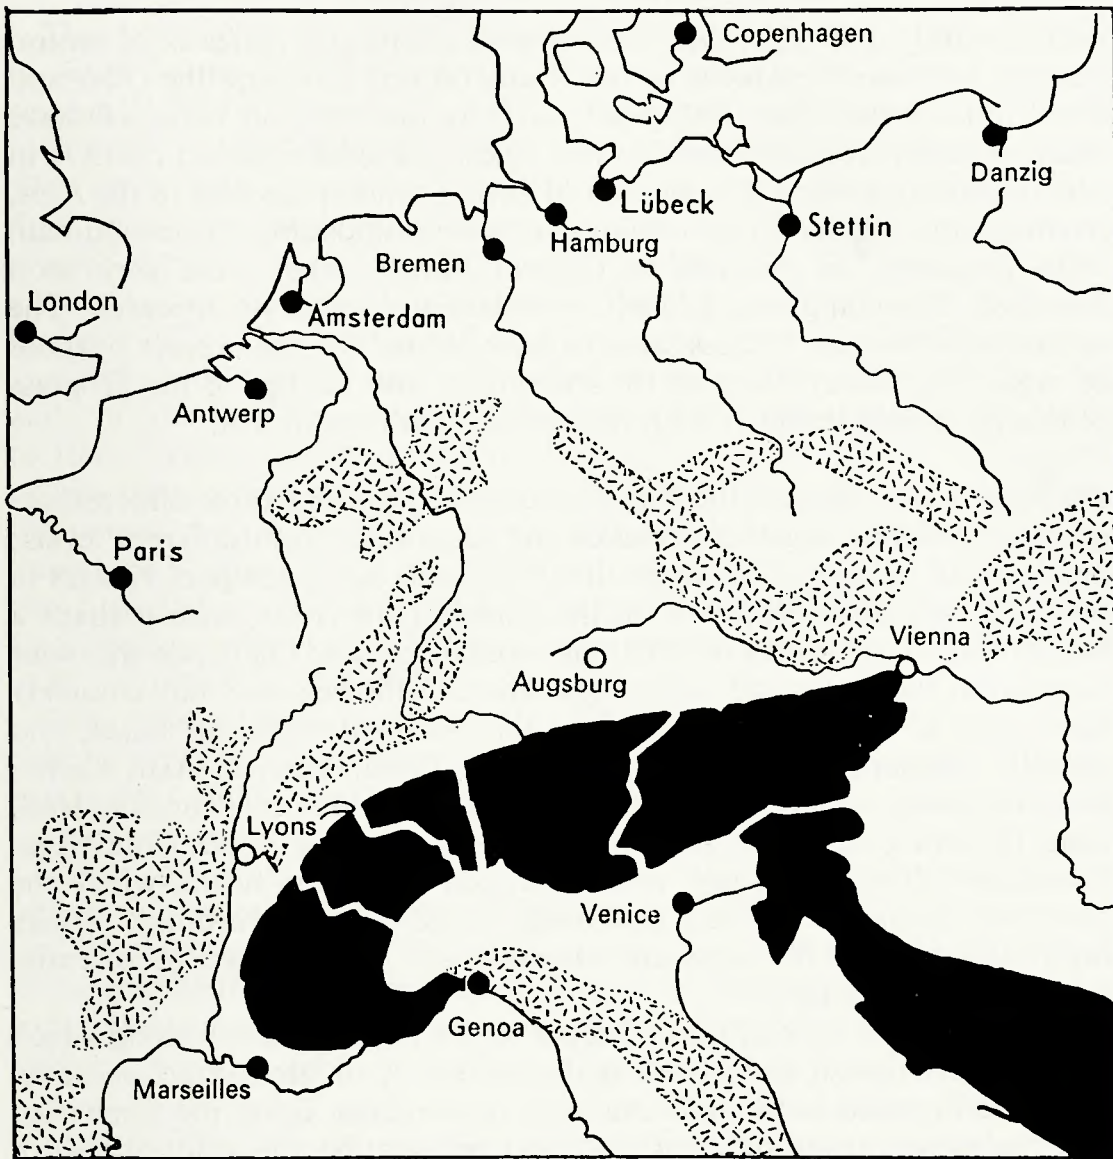 Copenhagen
Danzig
Lübeck
Stettin
Hamburg
Bremen
London
Amsterdam
Antwerp
Paris
Vienna
Augsburg
Lyons
Venice
Genoa
Marseilles